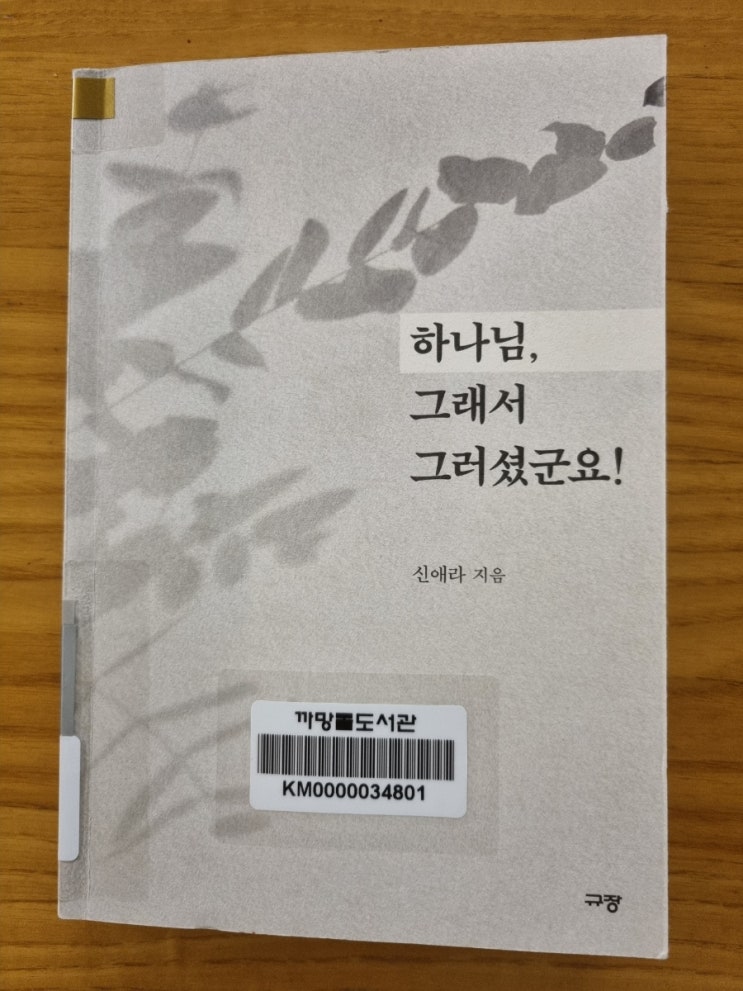 하나님,
그래서
그러셨군요!
신애라 지음
까망돌도서관
KM0000034801
규장